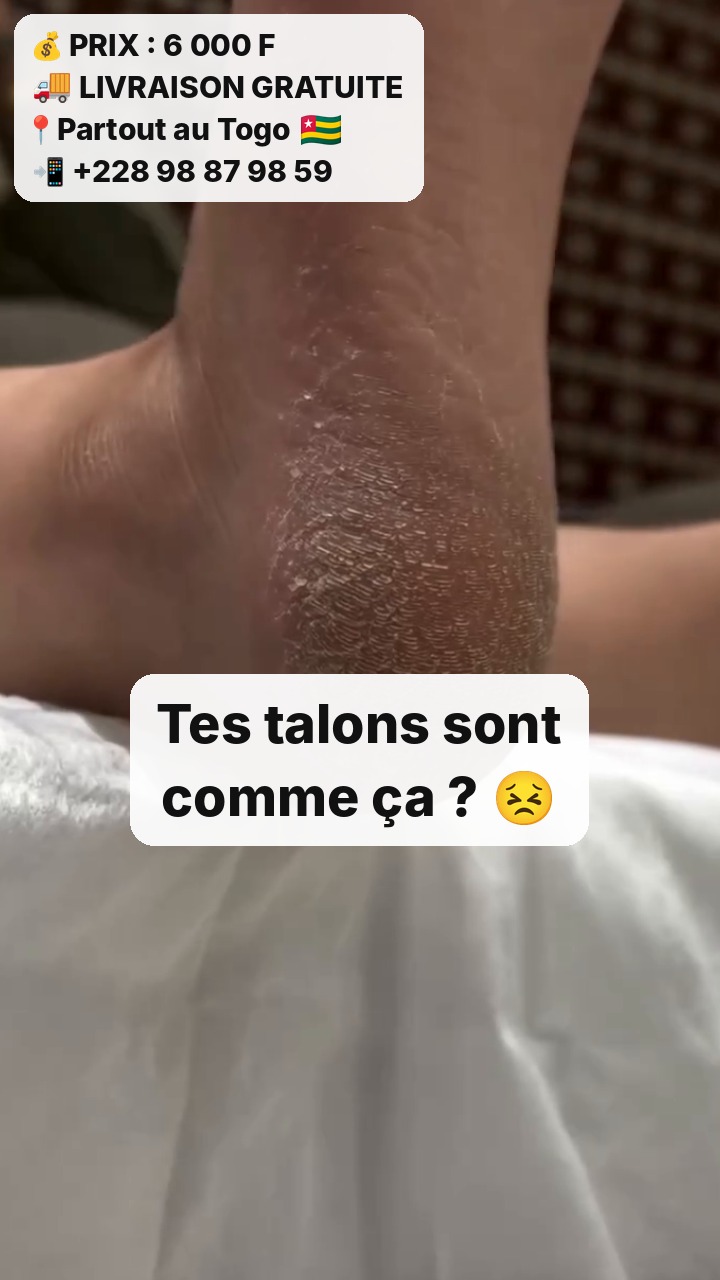 💰 PRIX : 6 000 F
🚚 LIVRAISON GRATUITE
📍Partout au Togo 🇹🇬
📲 +228 98 87 98 59
Tes talons sont
comme ça ? 😣